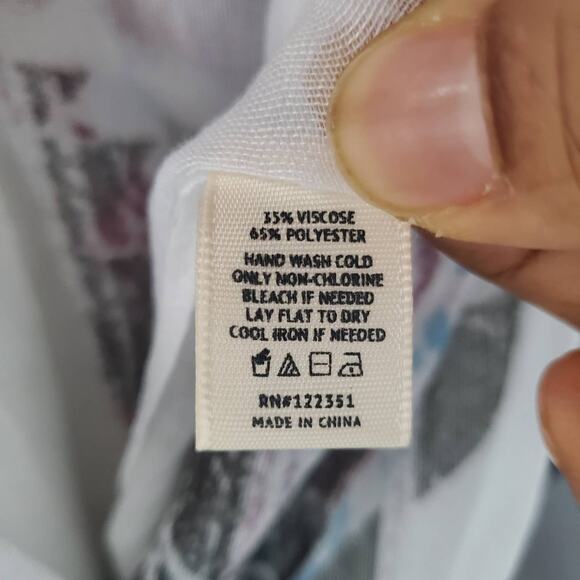 35% VISCOSE
65% POLYESTER
HAND WASH COLD
ONLY NON-CHLORINE
BLEACH IF NEEDED
LAY FLAT TO DRY
COOL IRON IF NEEDED
RN#122351
MADE IN CHINA